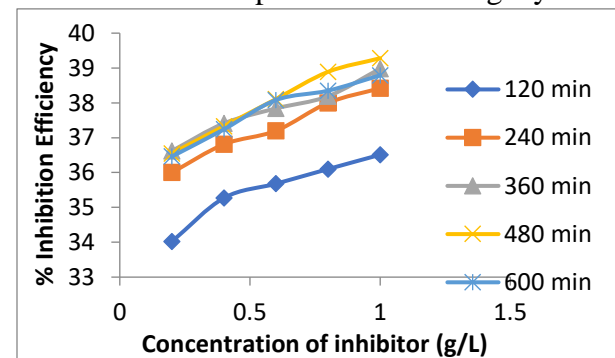 40
39
38
37
36
35
34
33
0
0.5
1
1.5
% Inhibition Efficiency
Concentration of inhibitor (g/L)
120 min
240 min
360 min
480 min
600 min